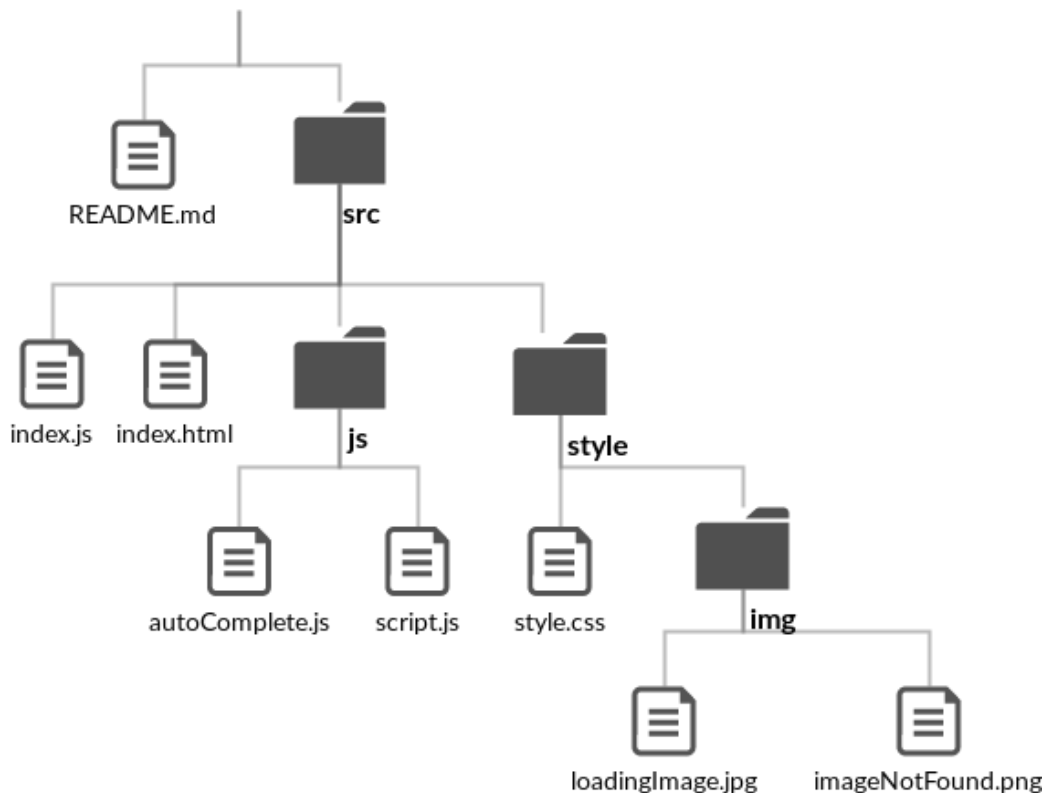 README.md
src
index.js
index.html
js
style
autoComplete.js
script.js
style.css
img
loadingImage.jpg
imageNotFound.png